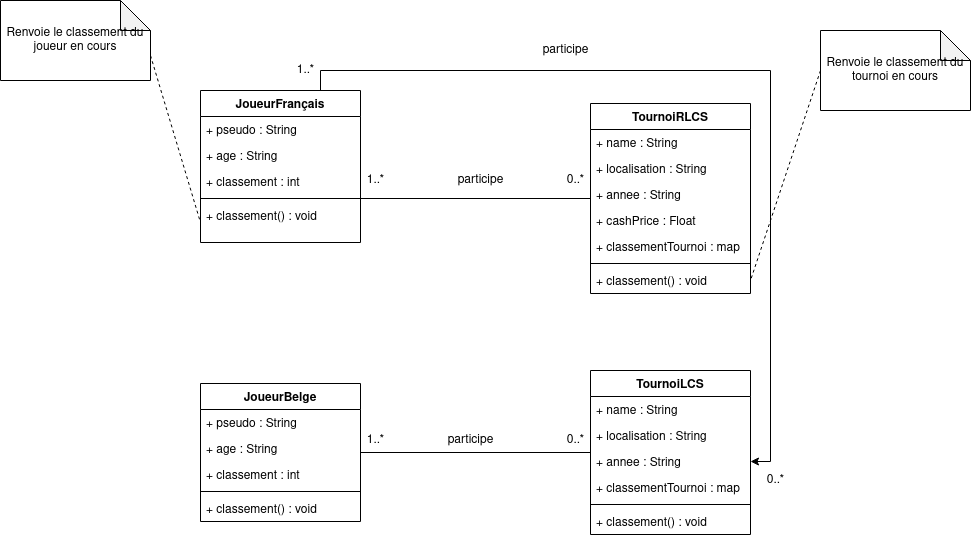 Renvoie le classement du
joueur en cours
participe
Renvoie le classement du
tournoi en cours
1..*
JoueurFrançais
+ pseudo : String
+ age : String
+ classement : int
+ classement() : void
1..*
participe
0..*
TournoiRLCS
+ name : String
+ localisation : String
+ annee : String
+ cashPrice : Float
+ classementTournoi : map
+ classement() : void
JoueurBelge
+ pseudo : String
+ age : String
+ classement : int
+ classement() : void
1..*
participe
0..*
TournoiLCS
+ name : String
+ localisation : String
+ annee : String
+ classementTournoi : map
+ classement() : void
0..*